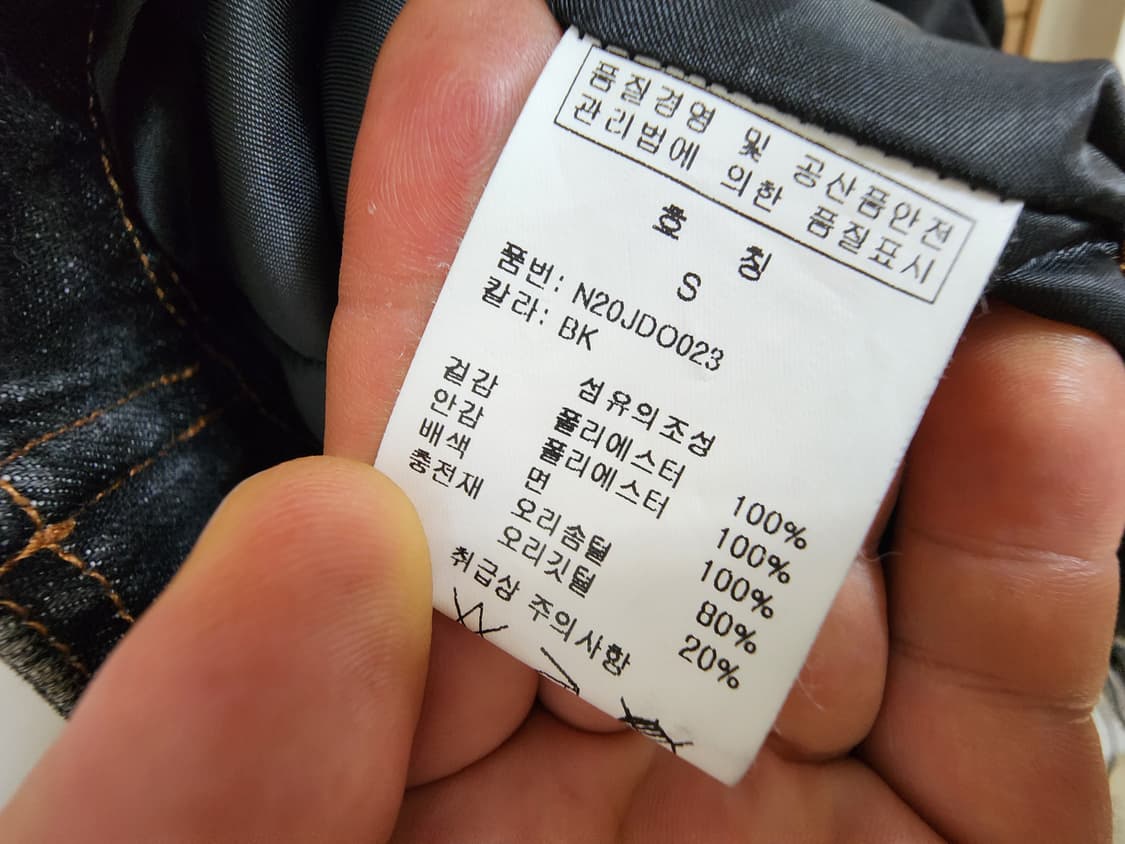 품질경영 및 공산품안전
관리법에 의한 품질표시
호 칭
S
품번: N20JDO023
칼라: BK
섬유의조성
겉감 폴리에스터 100%
안감 폴리에스터 100%
배색 면 100%
충전재 오리솜털 80%
오리깃털 20%
취급상 주의사항